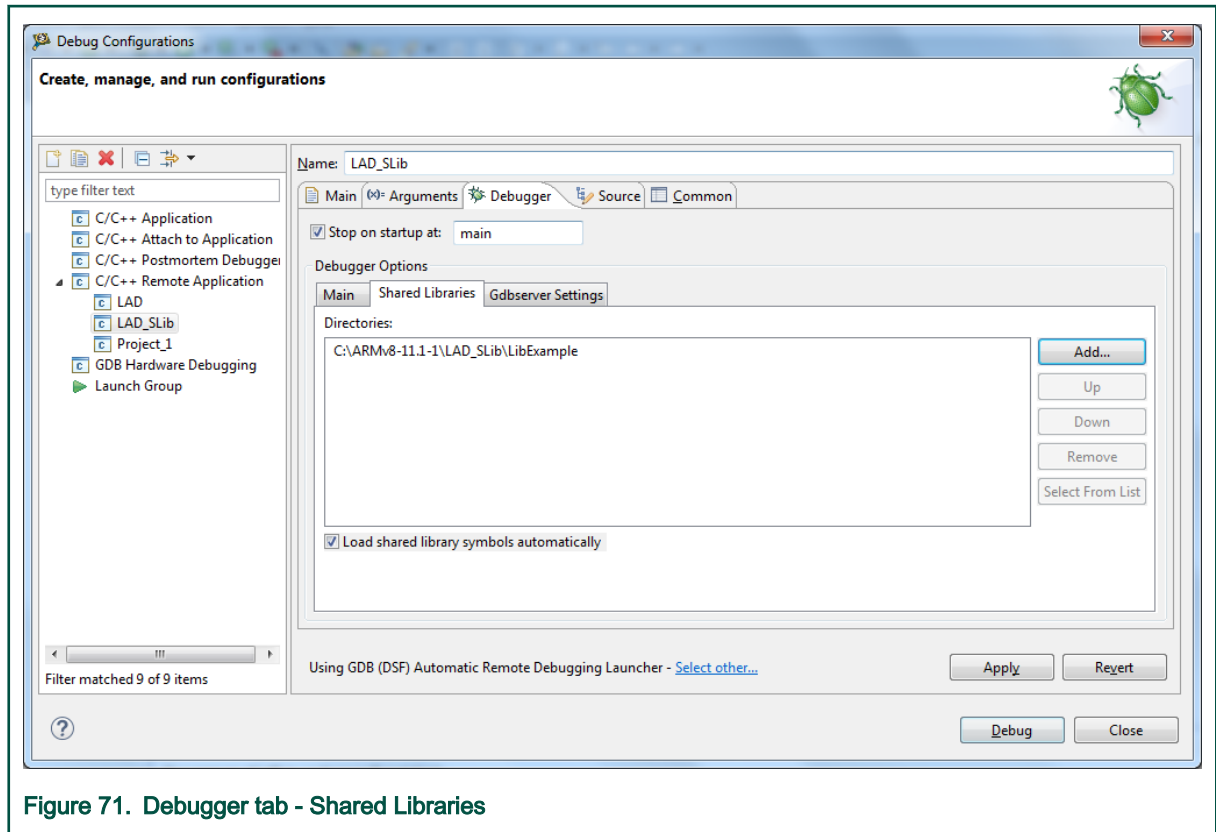 Debug Configurations
Create, manage, and run configurations
Name: LAD_SLib
type filter text
Main (x)= Arguments Debugger Source Common
C/C++ Application
C/C++ Attach to Application
C/C++ Postmortem Debugger
C/C++ Remote Application
LAD
LAD_SLib
Project_1
GDB Hardware Debugging
Launch Group
Stop on startup at: main
Debugger Options
Main Shared Libraries Gdbserver Settings
Directories:
C:\ARMv8-11.1-1\LAD_SLib\LibExample
Add...
Up
Down
Remove
Select From List
Load shared library symbols automatically
Using GDB (DSF) Automatic Remote Debugging Launcher - Select other...
Apply Revert
Filter matched 9 of 9 items
Debug Close
Figure 71. Debugger tab - Shared Libraries